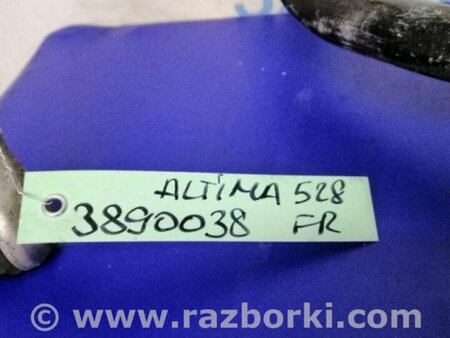 ALTIMA 528
3890038 FR
© www.razborki.com